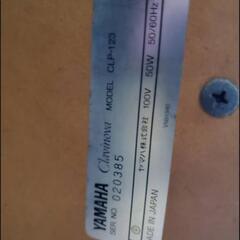 YAMAHA Clavinova MODEL CLP-123
SER NO. 020385
ヤマハ株式会社 100V 50W 50/60Hz
MADE IN JAPAN